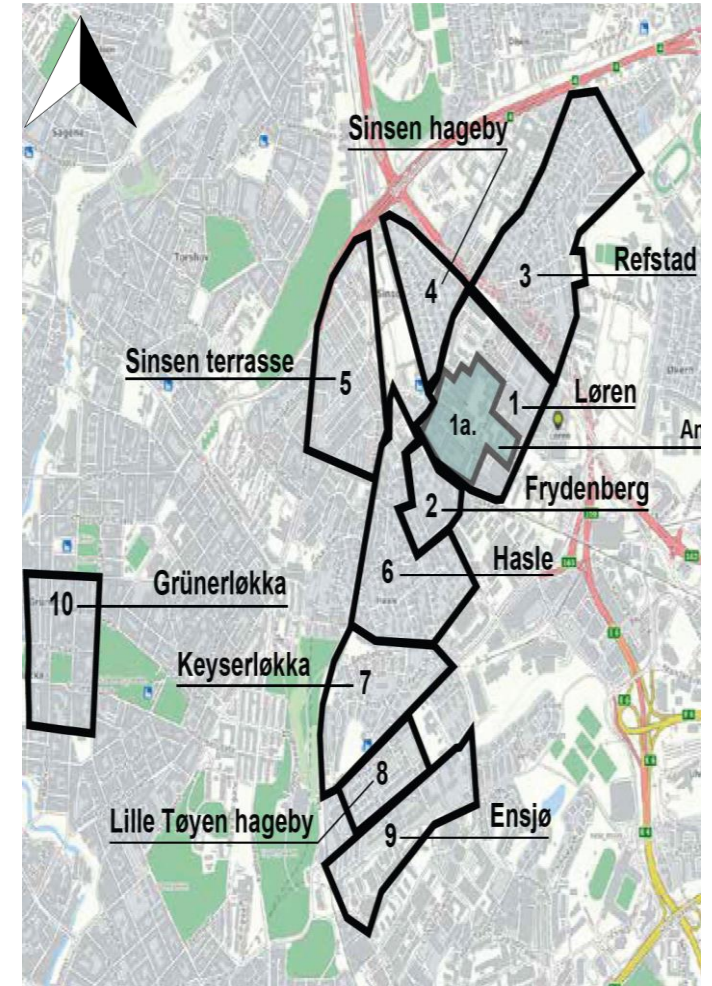 Sinsen hageby
4
3
Refstad
Sinsen terrasse
5
1
Løren
1a.
An
2
Frydenberg
6
Hasle
10
Grünerløkka
Keyserløkka
7
8
Lille Tøyen hageby
9
Ensjø